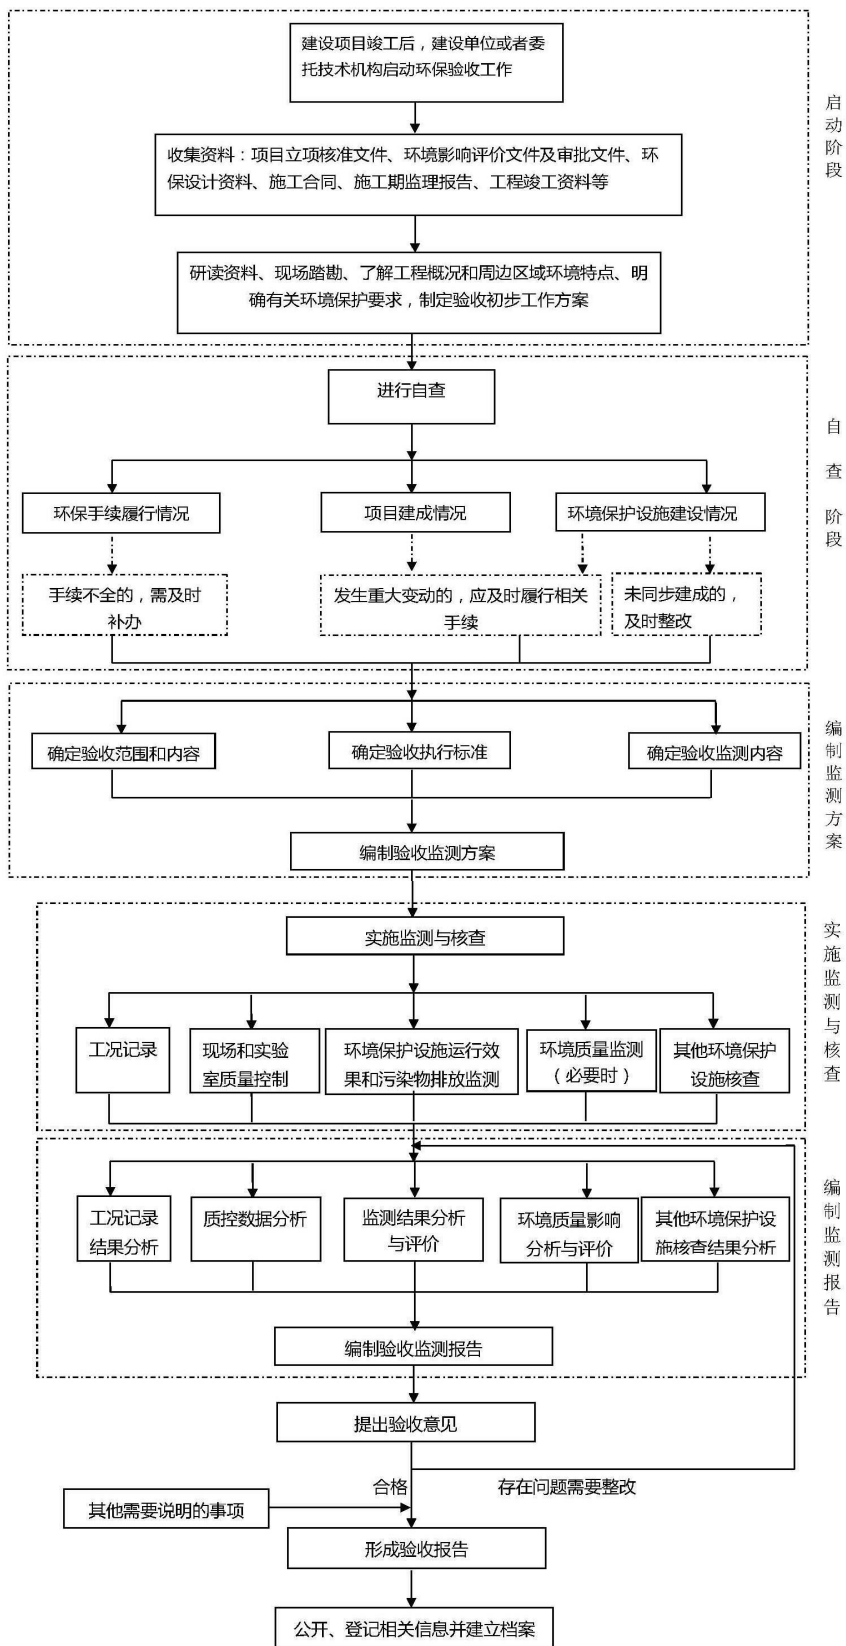 建设项目竣工后，建设单位或者委
托技术机构启动环保验收工作
收集资料：项目立项核准文件、环境影响评价文件及审批文件、环
保设计资料、施工合同、施工期监理报告、工程竣工资料等
研读资料、现场踏勘、了解工程概况和周边区域环境特点、明
确有关环境保护要求，制定验收初步工作方案
启动阶段
进行自查
环保手续履行情况
项目建成情况
环境保护设施建设情况
手续不全的，需及时
补办
发生重大变动的，应及时履行相关
手续
未同步建成的，
及时整改
自查阶段
确定验收范围和内容
确定验收执行标准
确定验收监测内容
编制验收监测方案
编制监测方案
实施监测与核查
工况记录
现场和实验
室质量控制
环境保护设施运行效
果和污染物排放监测
环境质量监测
（必要时）
其他环境保护
设施核查
实施监测与核查
工况记录
结果分析
质控数据分析
监测结果分析
与评价
环境质量影响
分析与评价
其他环境保护设
施核查结果分析
编制验收监测报告
编制监测报告
提出验收意见
合格
存在问题需要整改
其他需要说明的事项
形成验收报告
公开、登记相关信息并建立档案